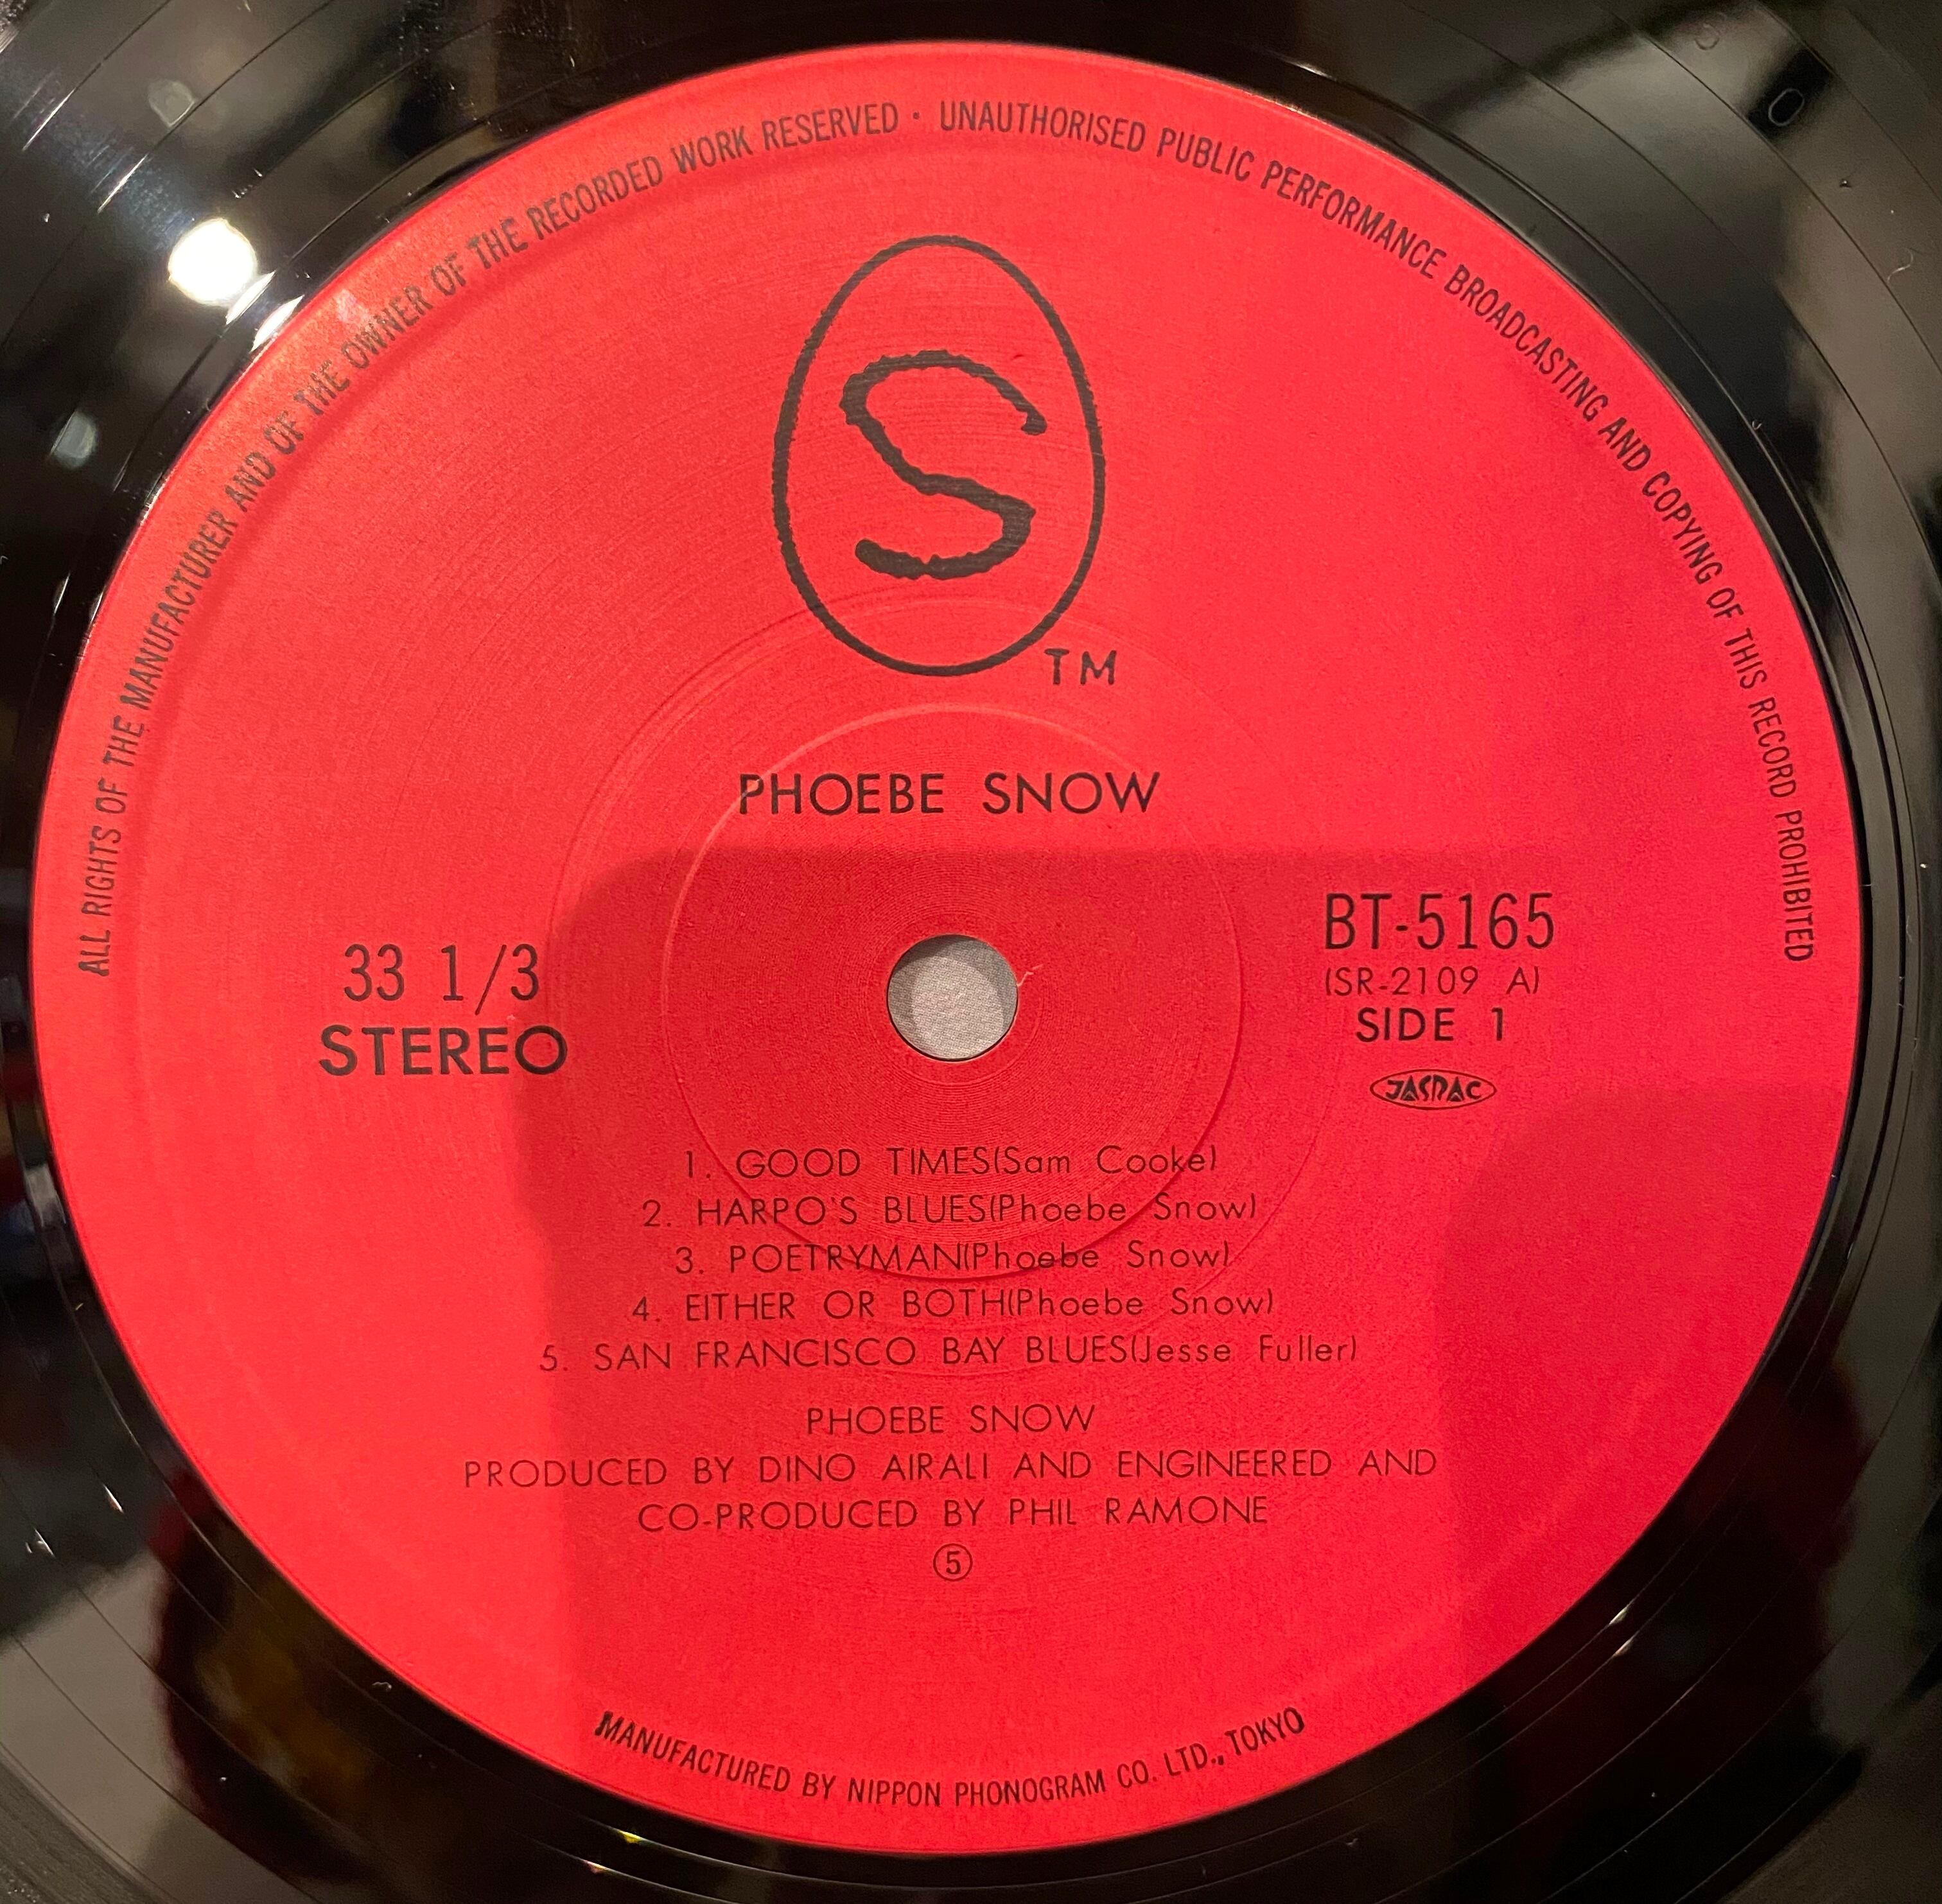 ALL RIGHTS OF THE MANUFACTURER AND OF THE OWNER OF THE RECORDED WORK RESERVED · UNAUTHORISED PUBLIC PERFORMANCE BROADCASTING AND COPYING OF THIS RECORD PROHIBITED
S
TM
PHOEBE SNOW
33 1/3
STEREO
BT-5165
(SR-2109 A)
SIDE 1
JASRAC
1. GOOD TIMES(Sam Cooke)
2. HARPO'S BLUES(Phoebe Snow)
3. POETRYMAN(Phoebe Snow)
4. EITHER OR BOTH(Phoebe Snow)
5. SAN FRANCISCO BAY BLUES(Jesse Fuller)
PHOEBE SNOW
PRODUCED BY DINO AIRALI AND ENGINEERED AND
CO-PRODUCED BY PHIL RAMONE
⑤
MANUFACTURED BY NIPPON PHONOGRAM CO. LTD., TOKYO